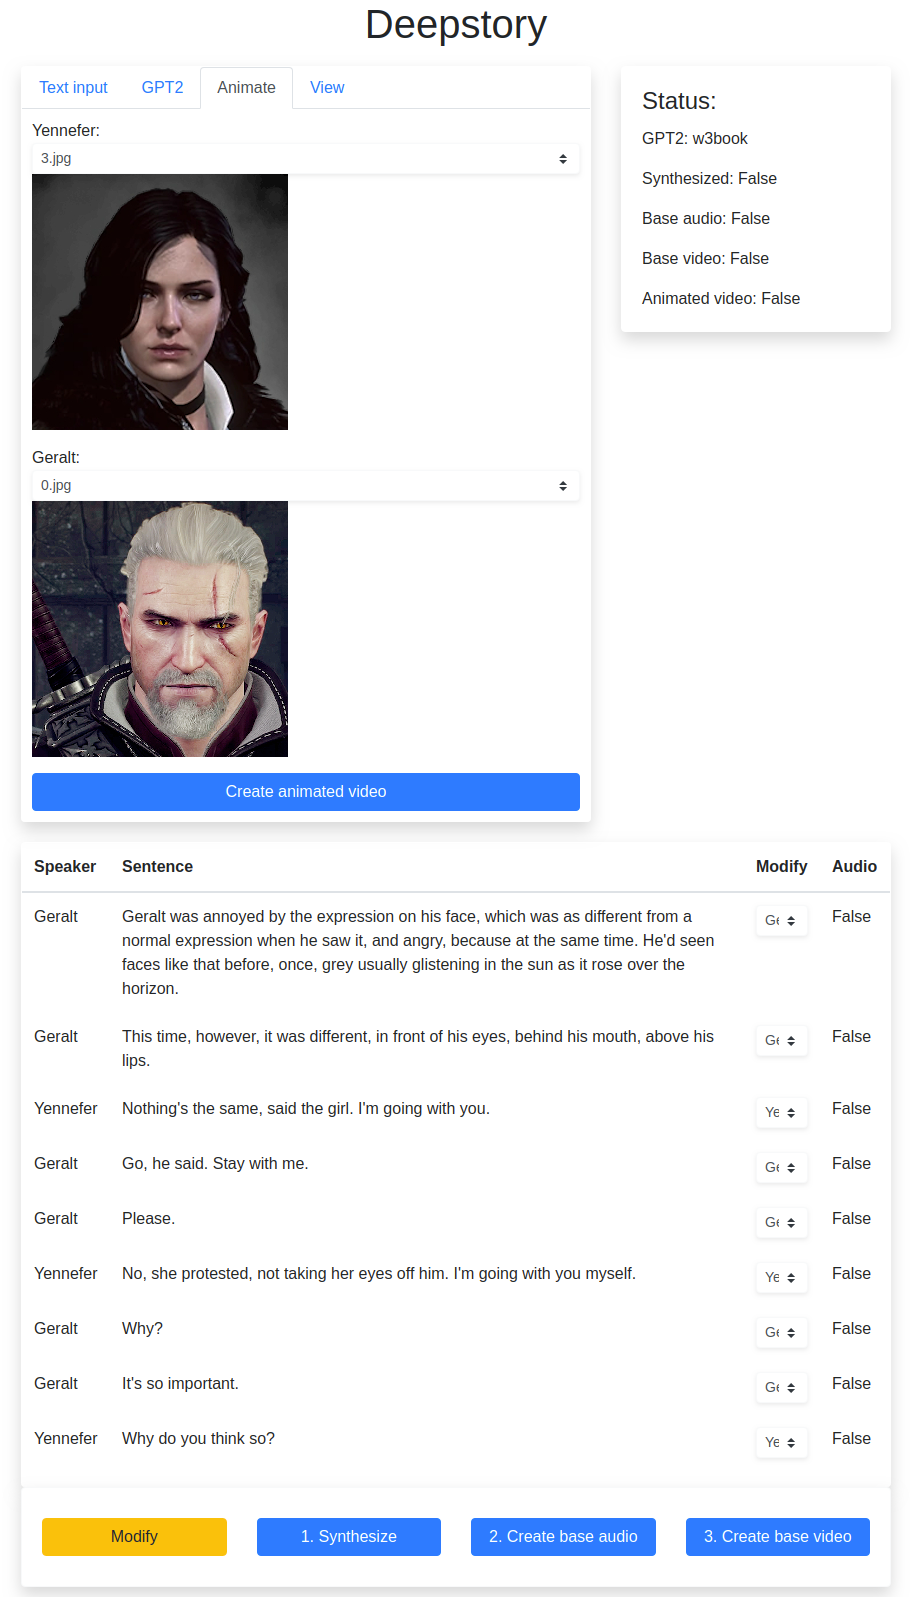 Deepstory
Text input GPT2 Animate View
Yennefer:
3.jpg
Geralt:
0.jpg
Create animated video
Status:
GPT2: w3book
Synthesized: False
Base audio: False
Base video: False
Animated video: False
Speaker Sentence Modify Audio
Geralt Geralt was annoyed by the expression on his face, which was as different from a Ge False
normal expression when he saw it, and angry, because at the same time. He'd seen
faces like that before, once, grey usually glistening in the sun as it rose over the
horizon.
Geralt This time, however, it was different, in front of his eyes, behind his mouth, above his Ge False
lips.
Yennefer Nothing's the same, said the girl. I'm going with you. Ye False
Geralt Go, he said. Stay with me. Ge False
Geralt Please. Ge False
Yennefer No, she protested, not taking her eyes off him. I'm going with you myself. Ye False
Geralt Why? Ge False
Geralt It's so important. Ge False
Yennefer Why do you think so? Ye False
Modify 1. Synthesize 2. Create base audio 3. Create base video